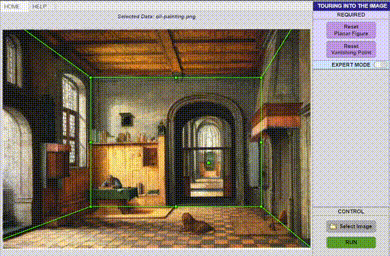 HOME HELP TOURING INTO THE IMAGE
Selected Data: oil-painting.png
REQUIRED
Reset
Planar Figure
Reset
Vanishing Point
EXPERT MODE
CONTROL
Select Image
RUN